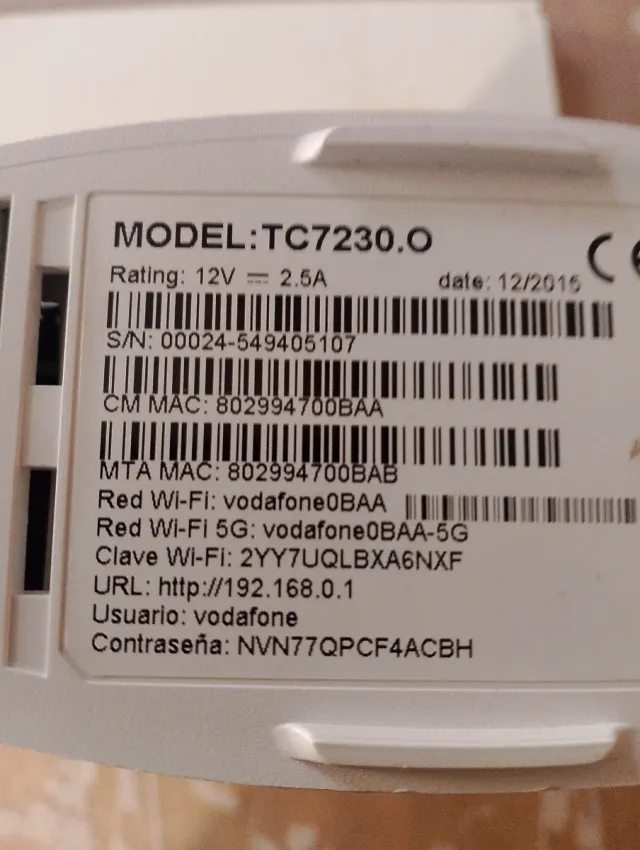 MODEL:TC7230.O
Rating: 12V ⎓ 2.5A date: 12/2015
S/N: 00024-549405107
CM MAC: 802994700BAA
MTA MAC: 802994700BAB
Red Wi-Fi: vodafone0BAA
Red Wi-Fi 5G: vodafone0BAA-5G
Clave Wi-Fi: 2YY7UQLBXA6NXF
URL: http://192.168.0.1
Usuario: vodafone
Contraseña: NVN77QPCF4ACBH